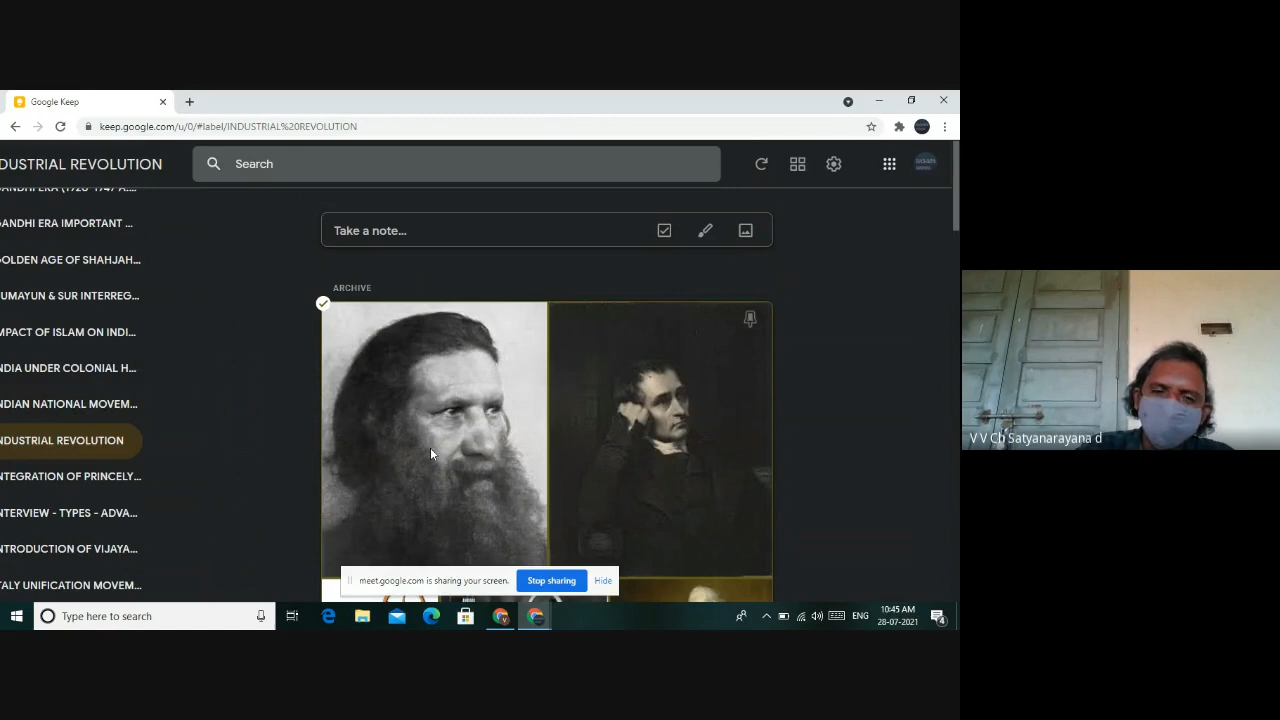 Google Keep
keep.google.com/u/0/#label/INDUSTRIAL%20REVOLUTION
DUSTRIAL REVOLUTION
Search
GANDHI ERA IMPORTANT ...
OLDEN AGE OF SHAHJAH...
UMAYUN & SUR INTERREG...
MPACT OF ISLAM ON INDI...
NDIA UNDER COLONIAL H...
NDIAN NATIONAL MOVEM...
NDUSTRIAL REVOLUTION
NTEGRATION OF PRINCELY...
NTERVIEW - TYPES - ADVA...
NTRODUCTION OF VIJAYA...
TALY UNIFICATION MOVEM...
Take a note...
ARCHIVE
meet.google.com is sharing your screen.
Stop sharing
Hide
Type here to search
ENG
10:45 AM
28-07-2021
4
V V Ch Satyanarayana d